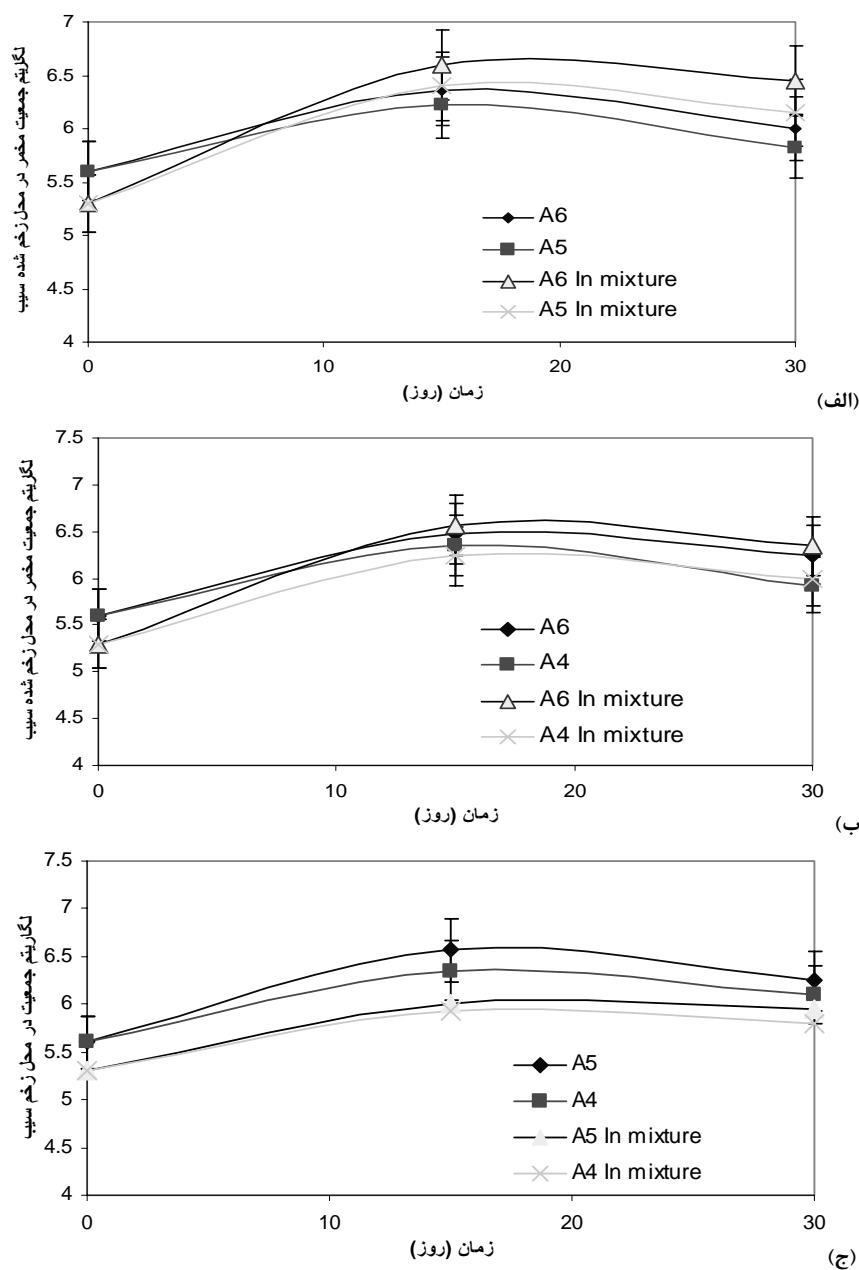 لگاریتم جمعیت مخمر در محل زخم شده سیب
7
6.5
6
5.5
5
4.5
4
A6
A5
A6 In mixture
A5 In mixture
0
10
20
30
زمان (روز)
(الف)
لگاریتم جمعیت مخمر در محل زخم شده سیب
7.5
7
6.5
6
5.5
5
4.5
4
A6
A4
A6 In mixture
A4 In mixture
0
10
20
30
زمان (روز)
ب)
لگاریتم جمعیت در محل زخم شده سیب
7.5
7
6.5
6
5.5
5
4.5
4
A5
A4
A5 In mixture
A4 In mixture
0
10
20
30
زمان (روز)
(ج)